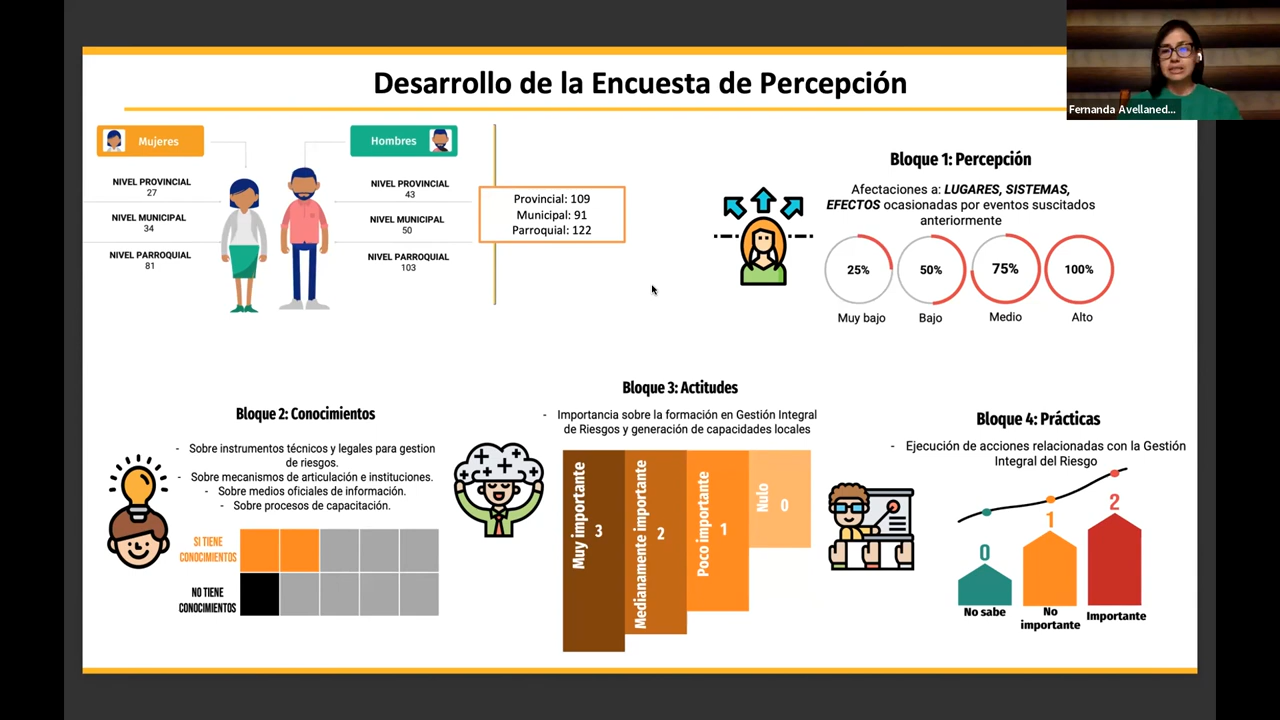 Desarrollo de la Encuesta de Percepción
Fernanda Avellaned...
Mujeres
NIVEL PROVINCIAL
27
NIVEL MUNICIPAL
34
NIVEL PARROQUIAL
81
Hombres
NIVEL PROVINCIAL
43
NIVEL MUNICIPAL
50
NIVEL PARROQUIAL
103
Provincial: 109
Municipal: 91
Parroquial: 122
Bloque 1: Percepción
Afectaciones a: LUGARES, SISTEMAS,
EFECTOS ocasionadas por eventos suscitados
anteriormente
25%
50%
75%
100%
Muy bajo
Bajo
Medio
Alto
Bloque 2: Conocimientos
- Sobre instrumentos técnicos y legales para gestion
de riesgos.
- Sobre mecanismos de articulación e instituciones.
- Sobre medios oficiales de información.
- Sobre procesos de capacitación.
SI TIENE
CONOCIMIENTOS
NO TIENE
CONOCIMIENTOS
Bloque 3: Actitudes
- Importancia sobre la formación en Gestión Integral
de Riesgos y generación de capacidades locales
Muy importante
3
Medianamente importante
2
Poco importante
1
Nulo
0
Bloque 4: Prácticas
- Ejecución de acciones relacionadas con la Gestión
Integral del Riesgo
0
1
2
No sabe
No
importante
Importante